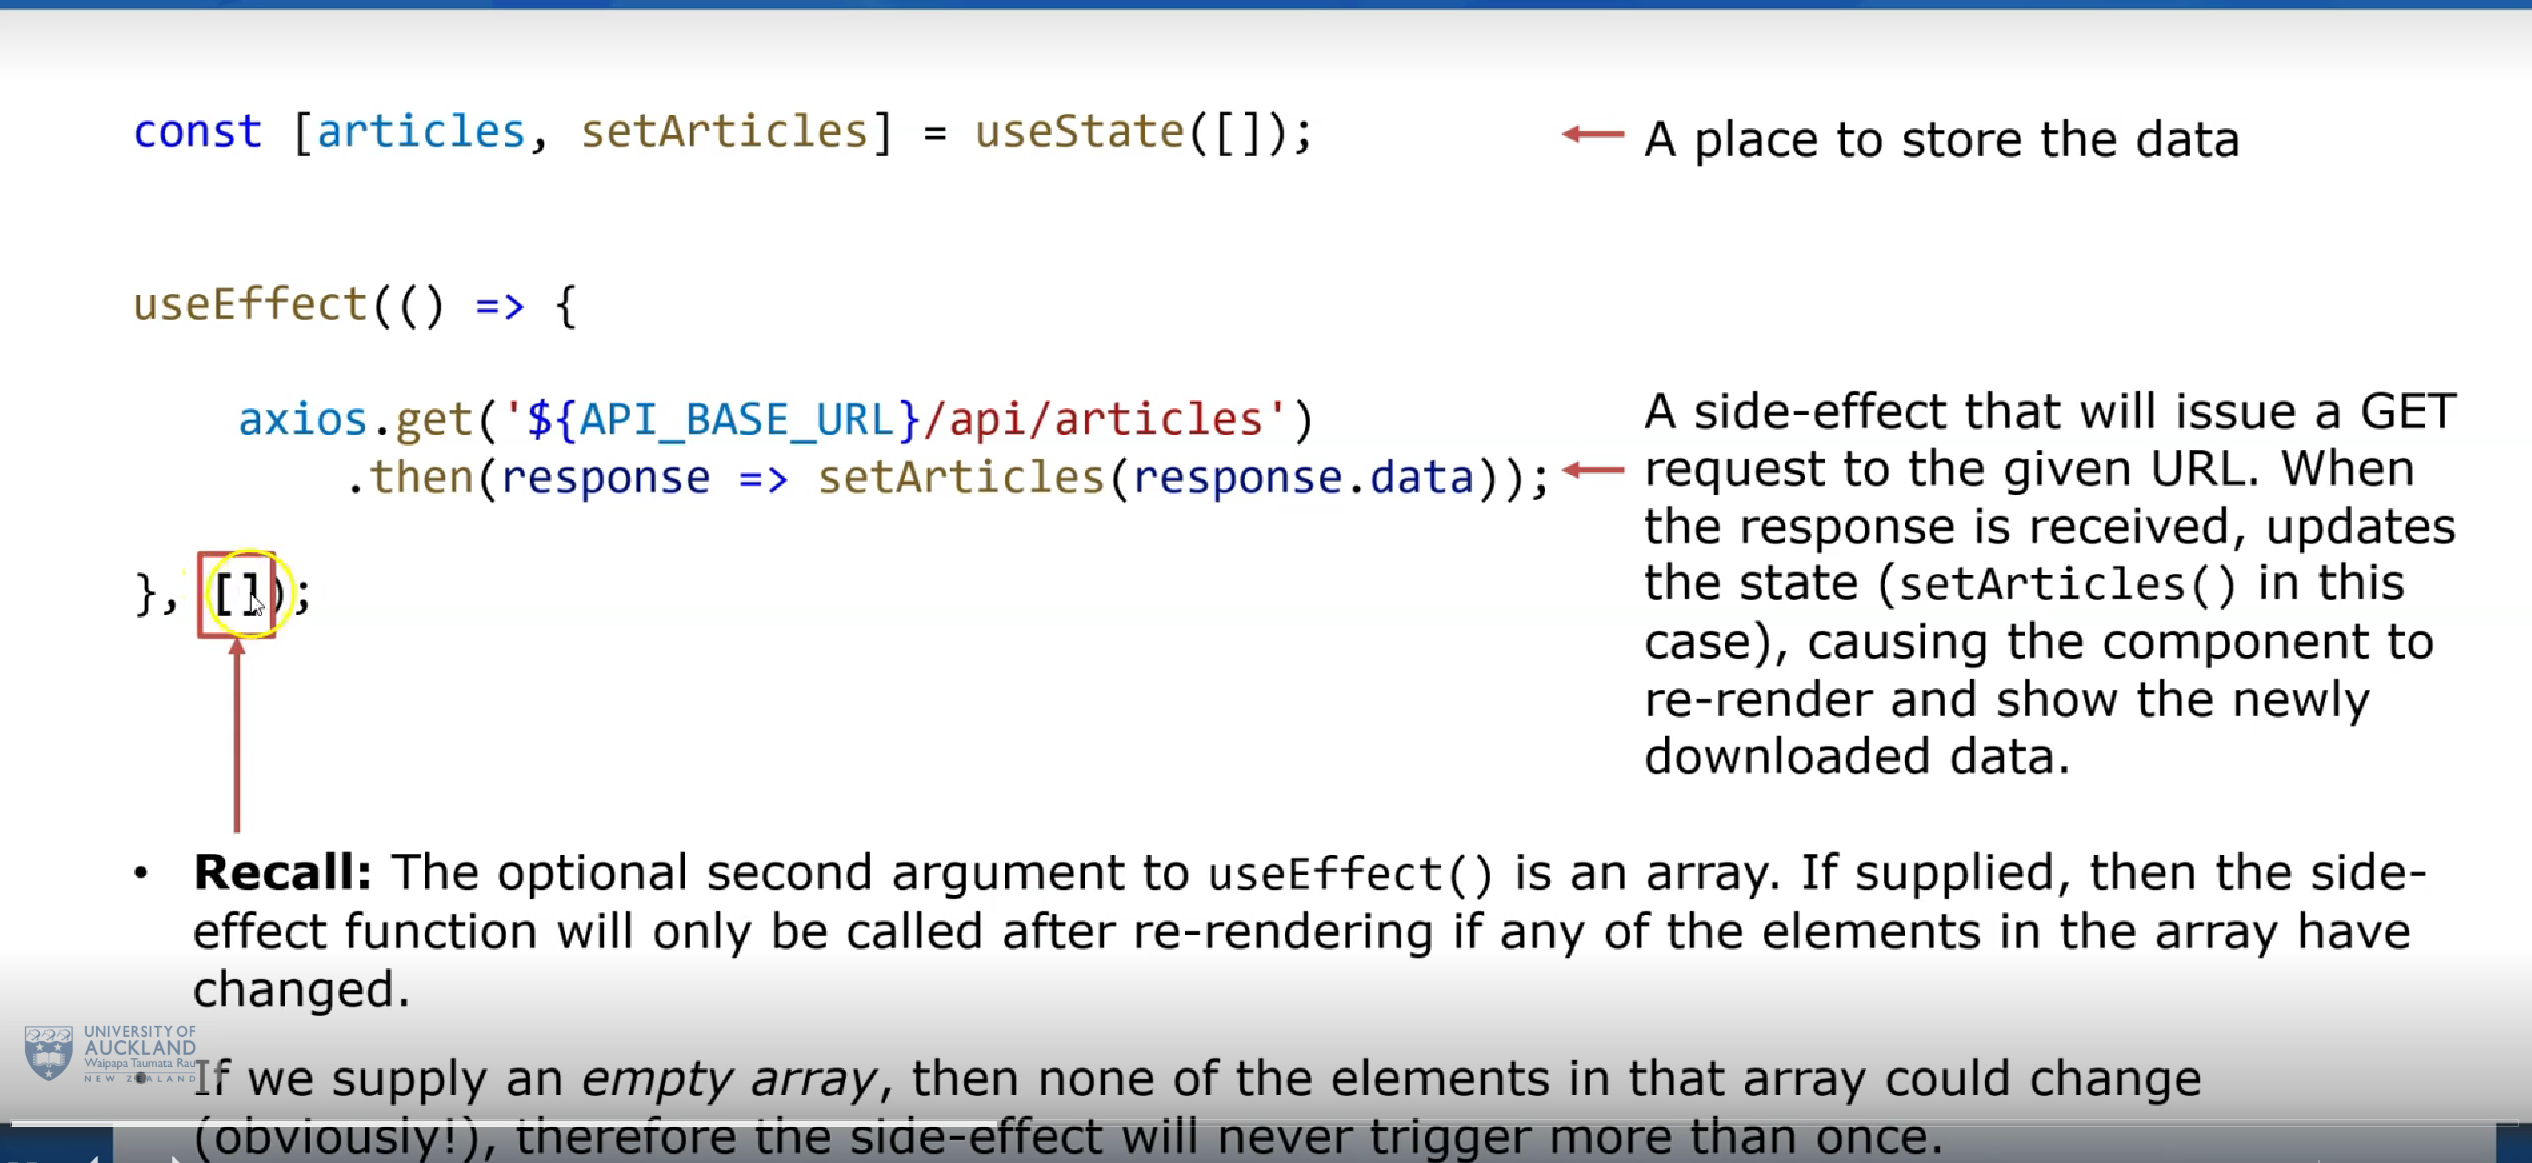 const [articles, setArticles] = useState([]);
A place to store the data
useEffect(() => {
axios.get('${API_BASE_URL}/api/articles')
.then(response => setArticles(response.data));
}, []);
A side-effect that will issue a GET
request to the given URL. When
the response is received, updates
the state (setArticles() in this
case), causing the component to
re-render and show the newly
downloaded data.
• Recall: The optional second argument to useEffect() is an array. If supplied, then the side-
effect function will only be called after re-rendering if any of the elements in the array have
changed.
• If we supply an empty array, then none of the elements in that array could change
(obviously!), therefore the side-effect will never trigger more than once.
UNIVERSITY OF
AUCKLAND
Waipapa Taumata Rau
NEW ZEALAND